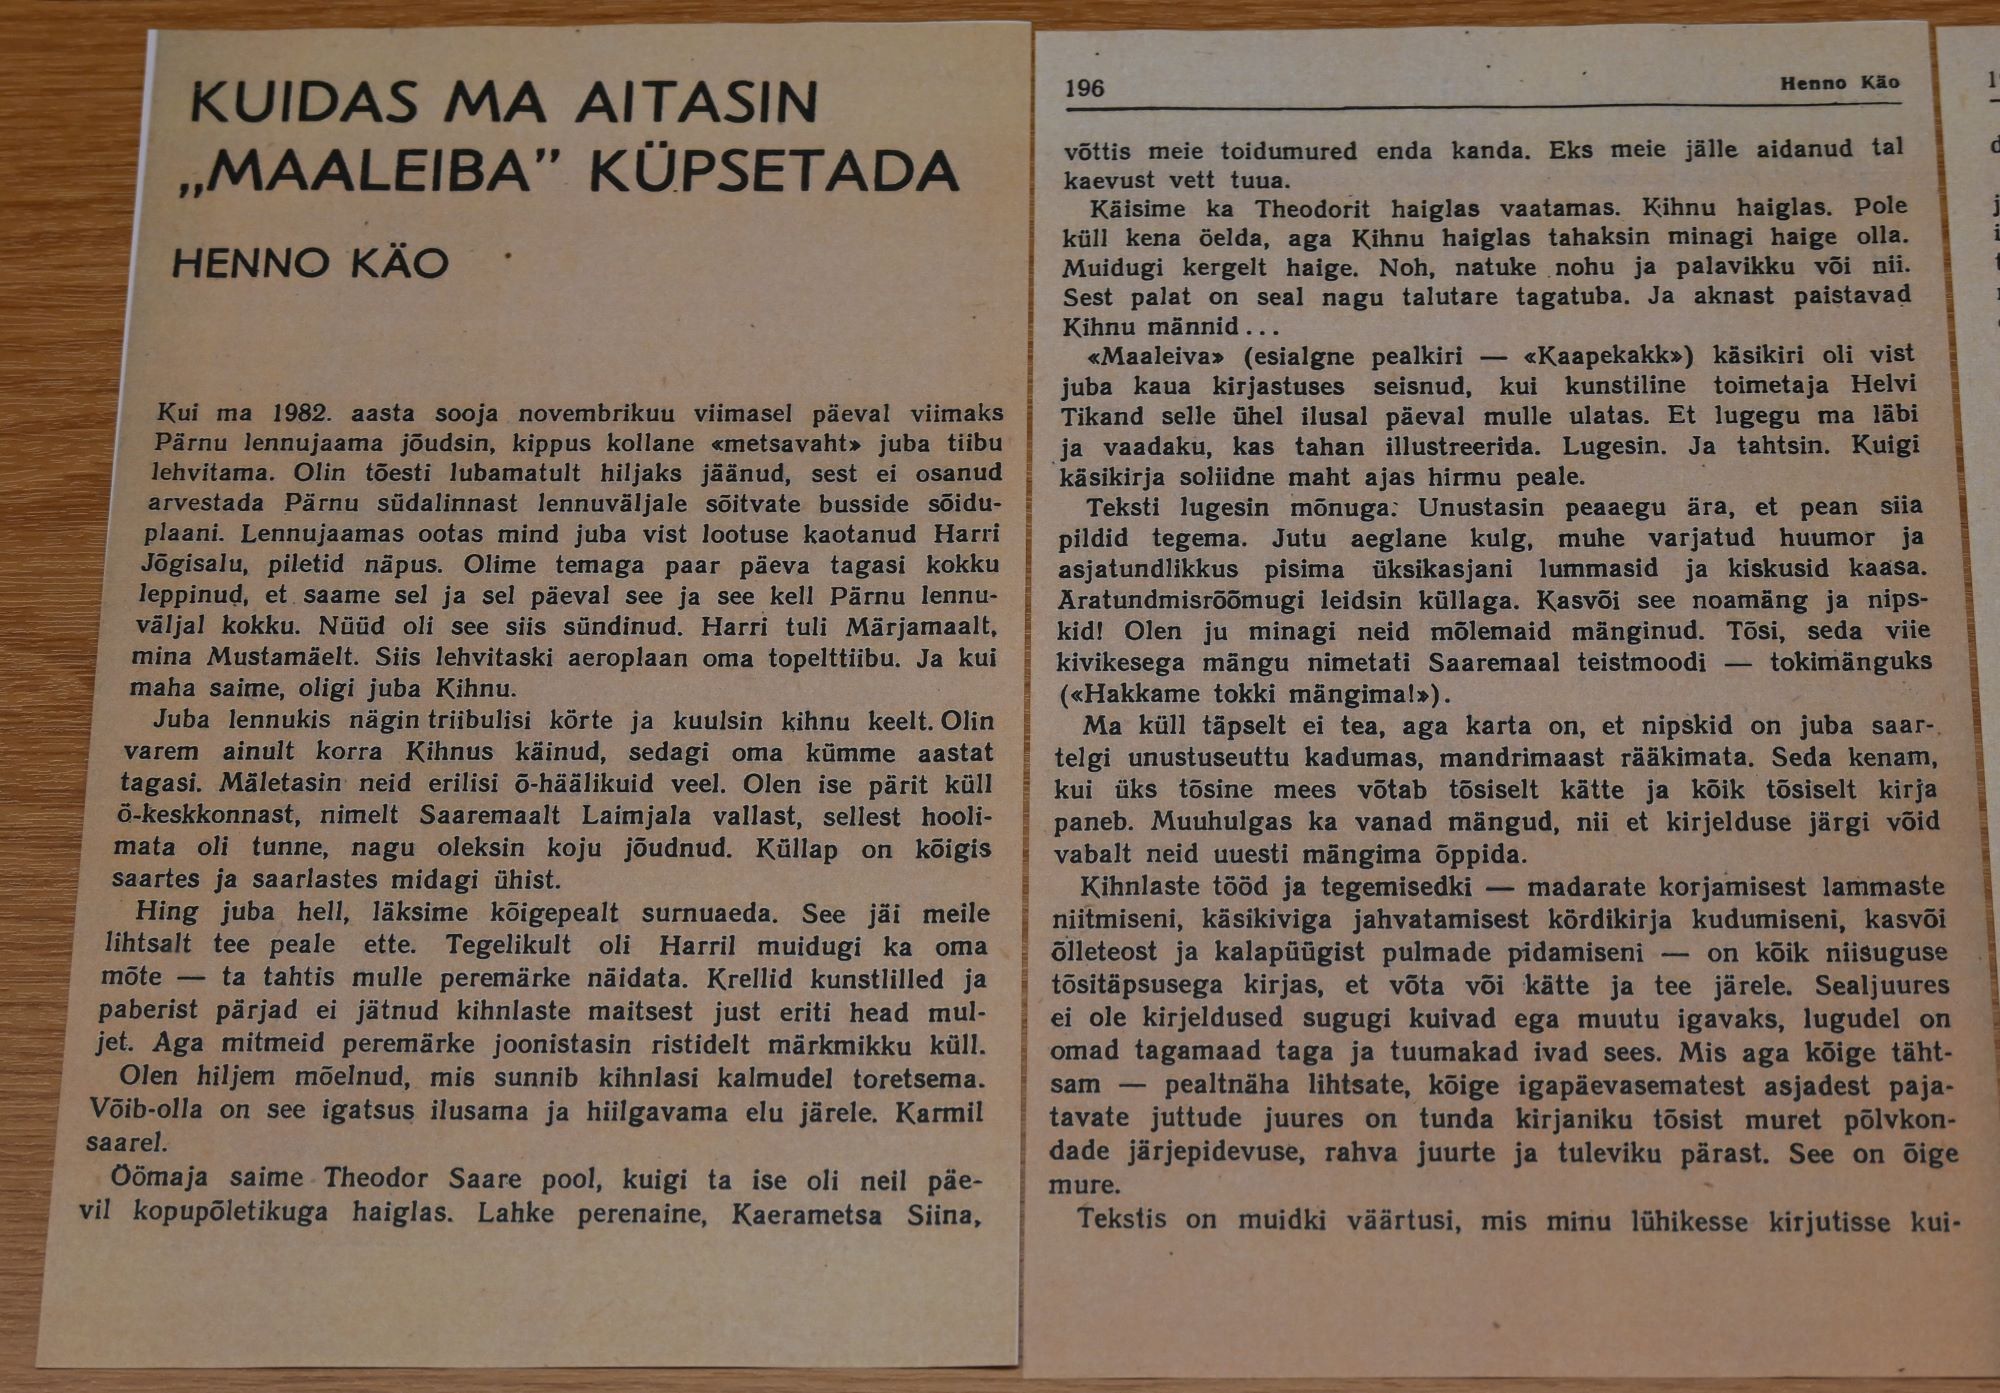 KUIDAS MA AITASIN
„MAALEIBA” KÜPSETADA
HENNO KÄO
Kui ma 1982. aasta sooja novembrikuu viimasel päeval viimaks
Pärnu lennujaama jõudsin, kippus kollane «metsavaht» juba tiibu
lehvitama. Olin tõesti lubamatult hiljaks jäänud, sest ei osanud
arvestada Pärnu südalinnast lennuväljale sõitvate busside sõidu-
plaani. Lennujaamas ootas mind juba vist lootuse kaotanud Harri
Jõgisalu, piletid näpus. Olime temaga paar päeva tagasi kokku
leppinud, et saame sel ja sel päeval see ja see kell Pärnu lennu-
väljal kokku. Nüüd oli see siis sündinud. Harri tuli Märjamaalt,
mina Mustamäelt. Siis lehvitaski aeroplaan oma topelttiibu. Ja kui
maha saime, oligi juba Kihnu.
Juba lennukis nägin triibulisi körte ja kuulsin kihnu keelt. Olin
varem ainult korra Kihnus käinud, sedagi oma kümme aastat
tagasi. Mäletasin neid erilisi õ-häälikuid veel. Olen ise pärit küll
ö-keskkonnast, nimelt Saaremaalt Laimjala vallast, sellest hooli-
mata oli tunne, nagu oleksin koju jõudnud. Küllap on kõigis
saartes ja saarlastes midagi ühist.
Hing juba hell, läksime kõigepealt surnuaeda. See jäi meile
lihtsalt tee peale ette. Tegelikult oli Harril muidugi ka oma
mõte — ta tahtis mulle peremärke näidata. Krellid kunstlilled ja
paberist pärjad ei jätnud kihnlaste maitsest just eriti head mul-
jet. Aga mitmeid peremärke joonistasin ristidelt märkmikku küll.
Olen hiljem mõelnud, mis sunnib kihnlasi kalmudel toretsema.
Võib-olla on see igatsus ilusama ja hiilgavama elu järele. Karmil
saarel.
Öömaja saime Theodor Saare pool, kuigi ta ise oli neil päe-
vil kopupõletikuga haiglas. Lahke perenaine, Kaerametsa Siina,
196 Henno Käo
võttis meie toidumured enda kanda. Eks meie jälle aidanud tal
kaevust vett tuua.
Käisime ka Theodorit haiglas vaatamas. Kihnu haiglas. Pole
küll kena öelda, aga Kihnu haiglas tahaksin minagi haige olla.
Muidugi kergelt haige. Noh, natuke nohu ja palavikku või nii.
Sest palat on seal nagu talutare tagatuba. Ja aknast paistavad
Kihnu männid...
«Maaleiva» (esialgne pealkiri — «Kaapekakk») käsikiri oli vist
juba kaua kirjastuses seisnud, kui kunstiline toimetaja Helvi
Tikand selle ühel ilusal päeval mulle ulatas. Et lugegu ma läbi
ja vaadaku, kas tahan illustreerida. Lugesin. Ja tahtsin. Kuigi
käsikirja soliidne maht ajas hirmu peale.
Teksti lugesin mõnuga. Unustasin peaaegu ära, et pean siia
pildid tegema. Jutu aeglane kulg, muhe varjatud huumor ja
asjatundlikkus pisima üksikasjani lummasid ja kiskusid kaasa.
Äratundmisrõõmugi leidsin küllaga. Kasvõi see noamäng ja nips-
kid! Olen ju minagi neid mõlemaid mänginud. Tõsi, seda viie
kivikesega mängu nimetati Saaremaal teistmoodi — tokimänguks
(«Hakkame tokki mängima!»).
Ma küll täpselt ei tea, aga karta on, et nipskid on juba saar-
telgi unustuseuttu kadumas, mandrimaast rääkimata. Seda kenam,
kui üks tõsine mees võtab tõsiselt kätte ja kõik tõsiselt kirja
paneb. Muuhulgas ka vanad mängud, nii et kirjelduse järgi võid
vabalt neid uuesti mängima õppida.
Kihnlaste tööd ja tegemisedki — madarate korjamisest lammaste
niitmiseni, käsikiviga jahvatamisest kördikirja kudumiseni, kasvõi
õlleteost ja kalapüügist pulmade pidamiseni — on kõik niisuguse
tõsitäpsusega kirjas, et võta või kätte ja tee järele. Sealjuures
ei ole kirjeldused sugugi kuivad ega muutu igavaks, lugudel on
omad tagamaad taga ja tuumakad ivad sees. Mis aga kõige täht-
sam — pealtnäha lihtsate, kõige igapäevasematest asjadest paja-
tavate juttude juures on tunda kirjaniku tõsist muret põlvkon-
dade järjepidevuse, rahva juurte ja tuleviku pärast. See on õige
mure.
Tekstis on muidki väärtusi, mis minu lühikesse kirjutisse kui-